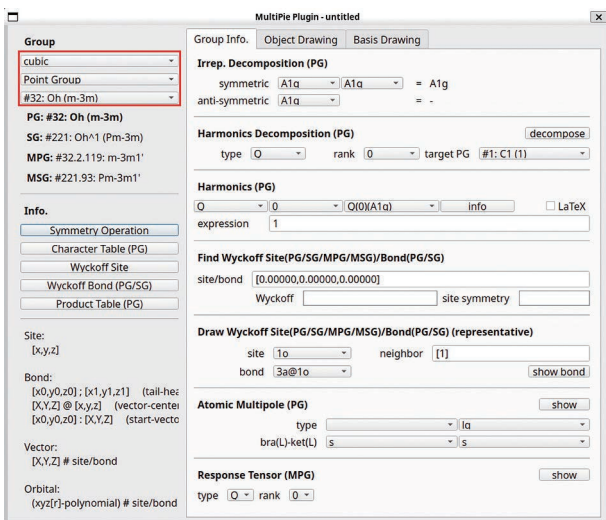 MultiPie Plugin - untitled
Group
cubic
Point Group
#32: Oh (m-3m)
PG: #32: Oh (m-3m)
SG: #221: Oh^1 (Pm-3m)
MPG: #32.2.119: m-3m1'
MSG: #221.93: Pm-3m1'
Info.
Symmetry Operation
Character Table (PG)
Wyckoff Site
Wyckoff Bond (PG/SG)
Product Table (PG)
Site:
[x,y,z]
Bond:
[x0,y0,z0] ; [x1,y1,z1] (tail-hea
[X,Y,Z] @ [x,y,z] (vector-center
[x0,y0,z0] : [X,Y,Z] (start-vecto
Vector:
[X,Y,Z] # site/bond
Orbital:
(xyz[r]-polynomial) # site/bond
Group Info. Object Drawing Basis Drawing
Irrep. Decomposition (PG)
symmetric A1g A1g = A1g
anti-symmetric A1g = -
Harmonics Decomposition (PG) decompose
type Q rank 0 target PG #1: C1 (1)
Harmonics (PG)
Q 0 Q(0)(A1g) info LaTeX
expression 1
Find Wyckoff Site(PG/SG/MPG/MSG)/Bond(PG/SG)
site/bond [0.00000,0.00000,0.00000]
Wyckoff site symmetry
Draw Wyckoff Site(PG/SG/MPG/MSG)/Bond(PG/SG) (representative)
site 1o neighbor [1]
bond 3a@1o show bond
Atomic Multipole (PG) show
type lg
bra(L)-ket(L) s s
Response Tensor (MPG) show
type Q rank 0